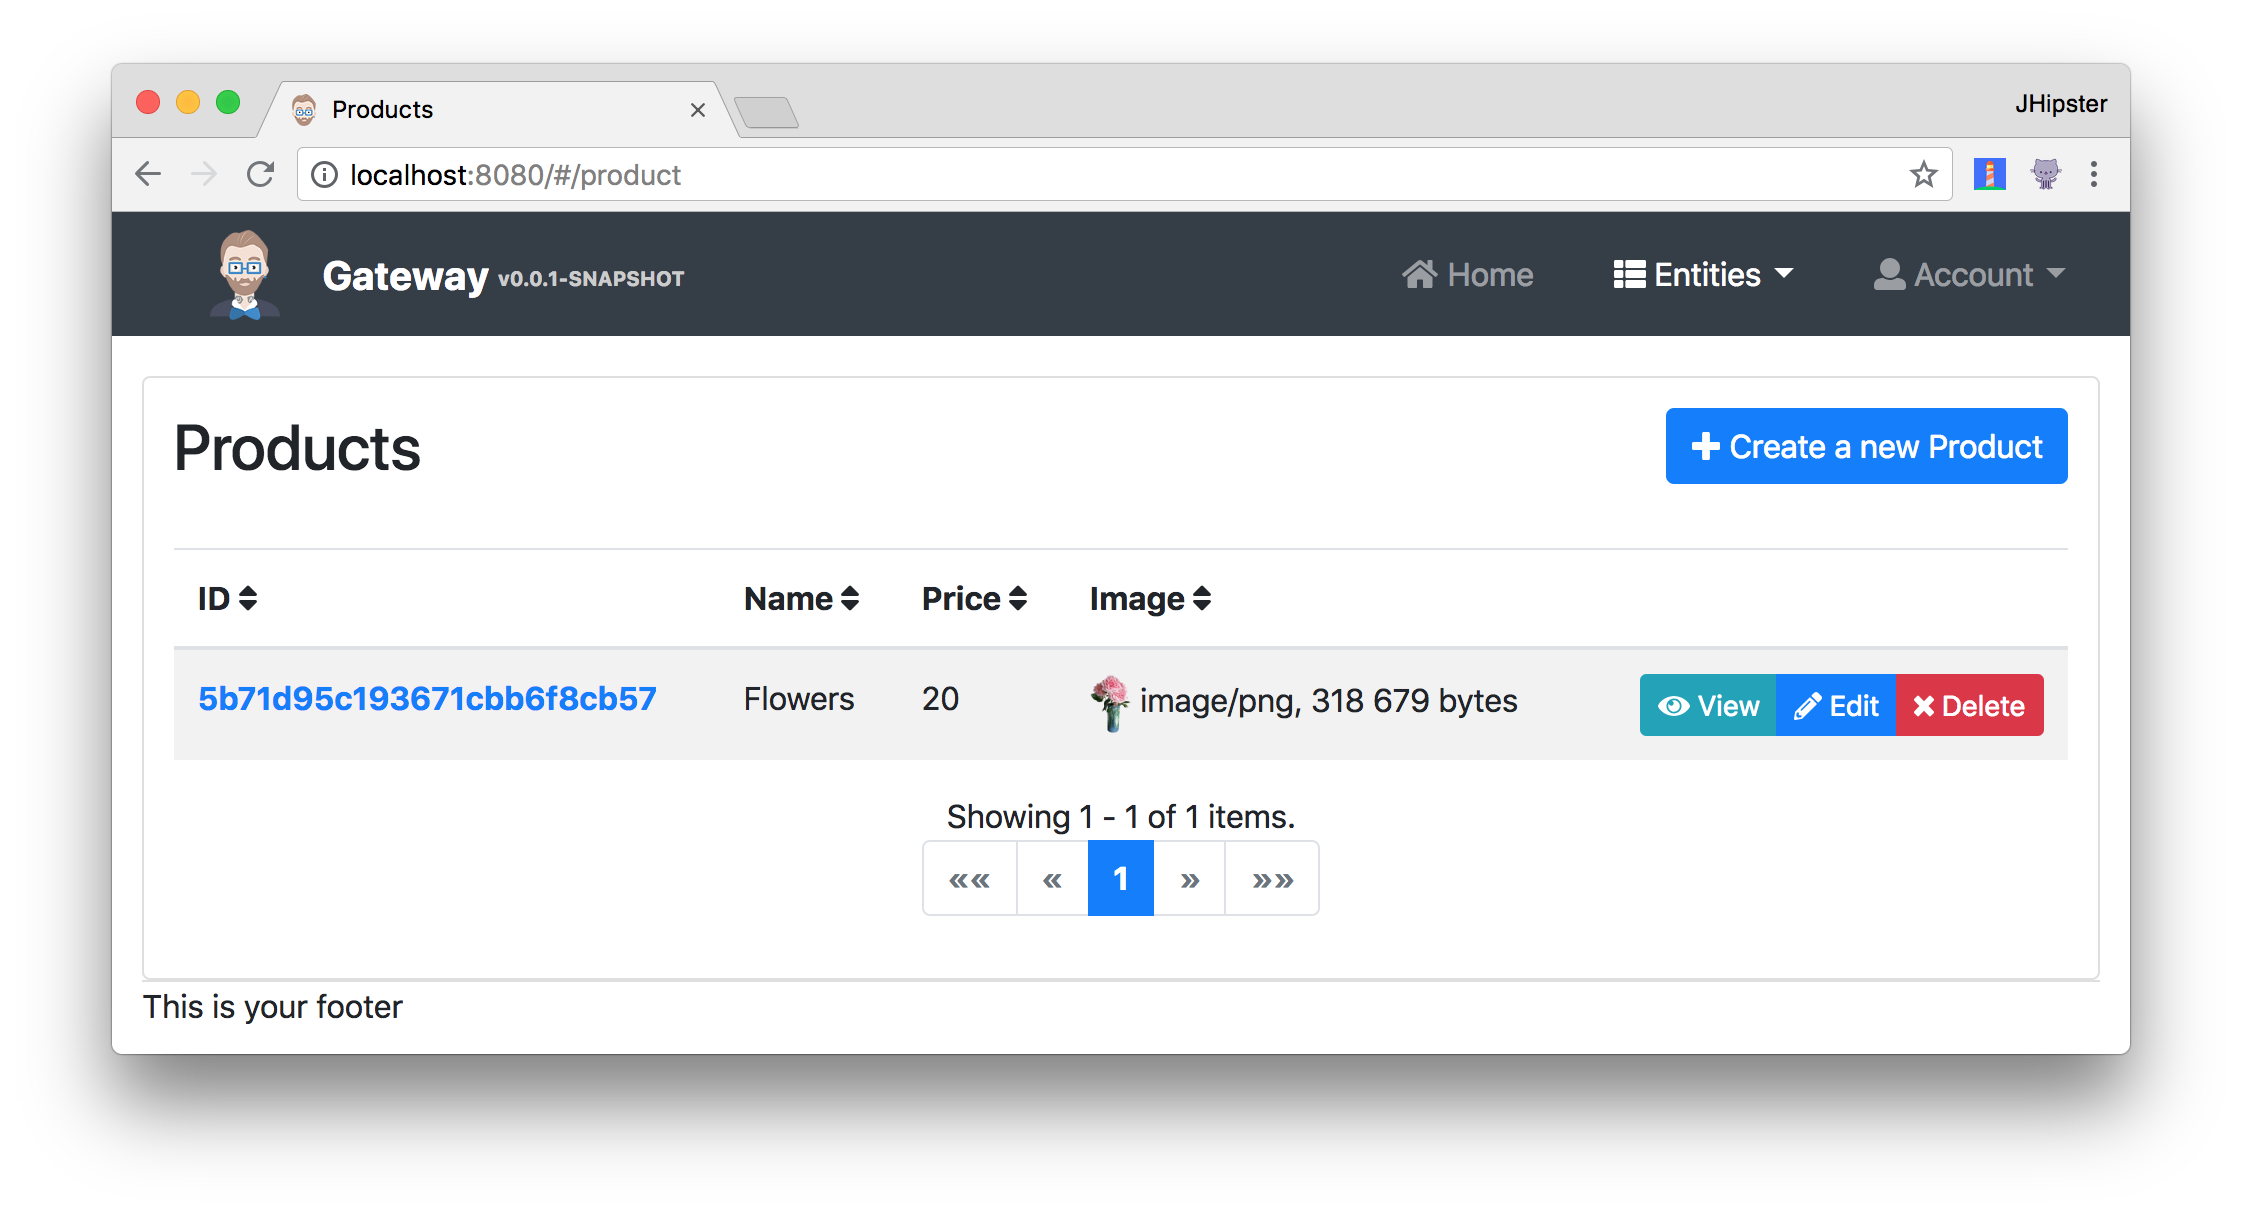 Products
JHipster
localhost:8080/#/product
Gateway v0.0.1-SNAPSHOT
Home
Entities
Account
Products
Create a new Product
ID
Name
Price
Image
5b71d95c193671cbb6f8cb57
Flowers
20
image/png, 318 679 bytes
View
Edit
Delete
Showing 1 - 1 of 1 items.
«« « 1 » »»
This is your footer